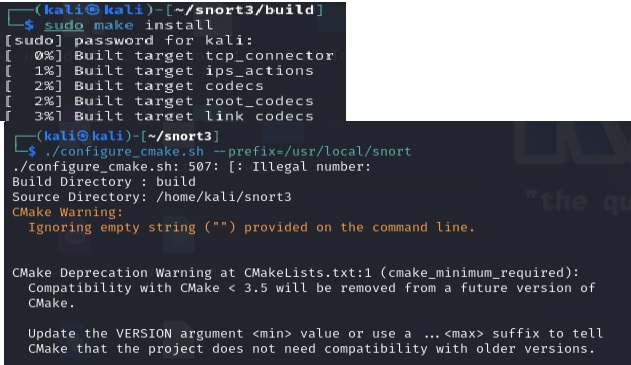 ┌──(kali㉿kali)-[~/snort3/build]
└─$ sudo make install
[sudo] password for kali:
[  0%] Built target tcp_connector
[  1%] Built target ips_actions
[  2%] Built target codecs
[  2%] Built target root_codecs
[  3%] Built target link_codecs
┌──(kali㉿kali)-[~/snort3]
└─$ ./configure_cmake.sh --prefix=/usr/local/snort
./configure_cmake.sh: 507: [: Illegal number:
Build Directory : build
Source Directory: /home/kali/snort3
CMake Warning:
  Ignoring empty string ("") provided on the command line.
"the qu
CMake Deprecation Warning at CMakeLists.txt:1 (cmake_minimum_required):
  Compatibility with CMake < 3.5 will be removed from a future version of
  CMake.
  Update the VERSION argument <min> value or use a ...<max> suffix to tell
  CMake that the project does not need compatibility with older versions.